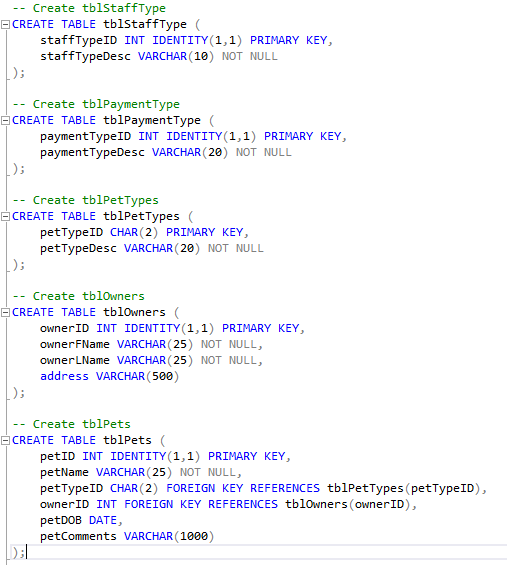 -- Create tblStaffType
CREATE TABLE tblStaffType (
staffTypeID INT IDENTITY(1,1) PRIMARY KEY,
staffTypeDesc VARCHAR(10) NOT NULL
);
-- Create tblPaymentType
CREATE TABLE tblPaymentType (
paymentTypeID INT IDENTITY(1,1) PRIMARY KEY,
paymentTypeDesc VARCHAR(20) NOT NULL
);
-- Create tblPetTypes
CREATE TABLE tblPetTypes (
petTypeID CHAR(2) PRIMARY KEY,
petTypeDesc VARCHAR(20) NOT NULL
);
-- Create tblOwners
CREATE TABLE tblOwners (
ownerID INT IDENTITY(1,1) PRIMARY KEY,
ownerFName VARCHAR(25) NOT NULL,
ownerLName VARCHAR(25) NOT NULL,
address VARCHAR(500)
);
-- Create tblPets
CREATE TABLE tblPets (
petID INT IDENTITY(1,1) PRIMARY KEY,
petName VARCHAR(25) NOT NULL,
petTypeID CHAR(2) FOREIGN KEY REFERENCES tblPetTypes(petTypeID),
ownerID INT FOREIGN KEY REFERENCES tblOwners(ownerID),
petDOB DATE,
petComments VARCHAR(1000)
);